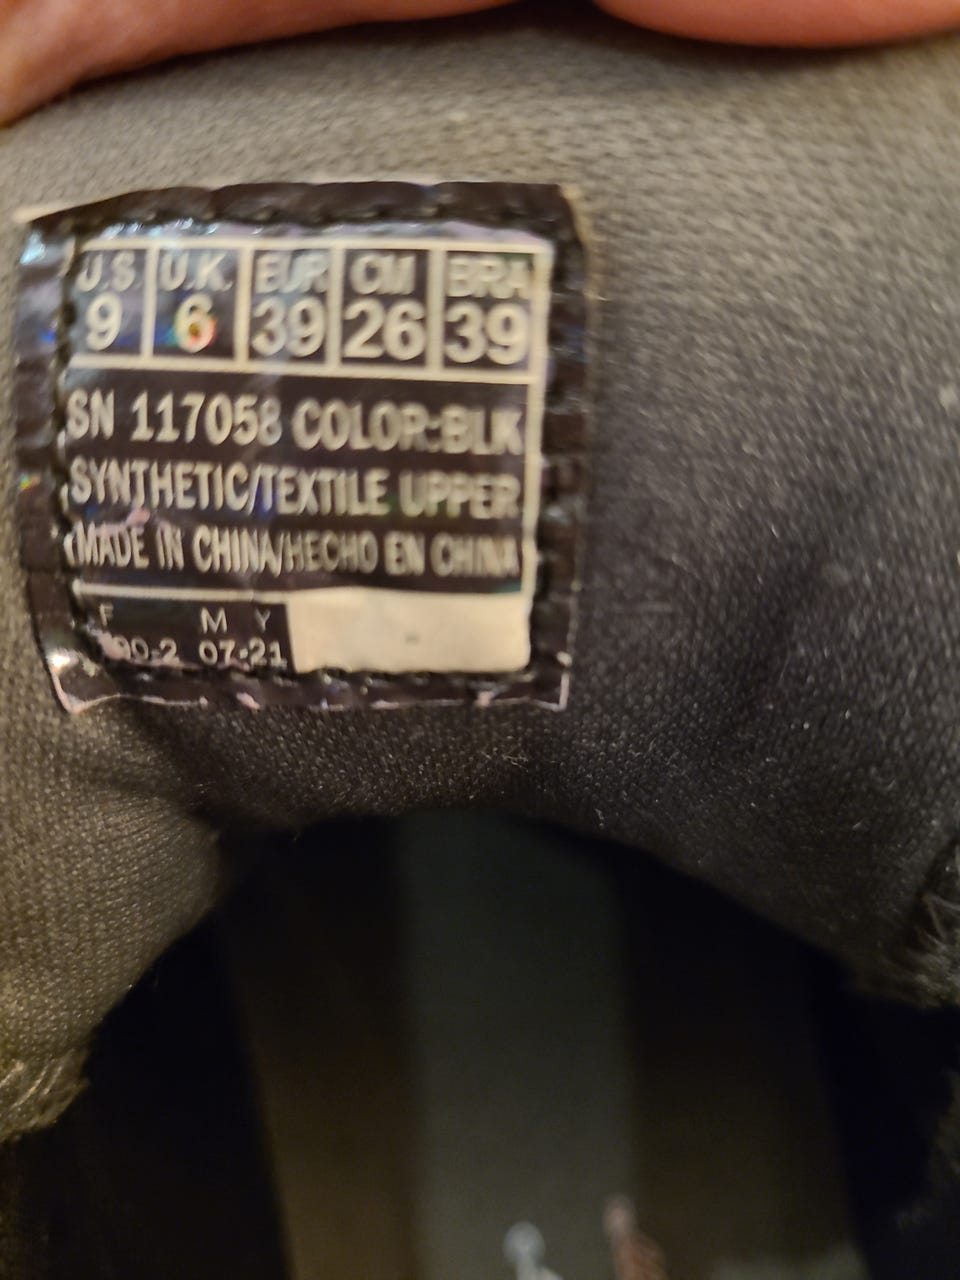 U.S. U.K. EUR CM BRA
9 6 39 26 39
SN 117058 COLOR:BLK
SYNTHETIC/TEXTILE UPPER
MADE IN CHINA/HECHO EN CHINA
F M Y
07-21